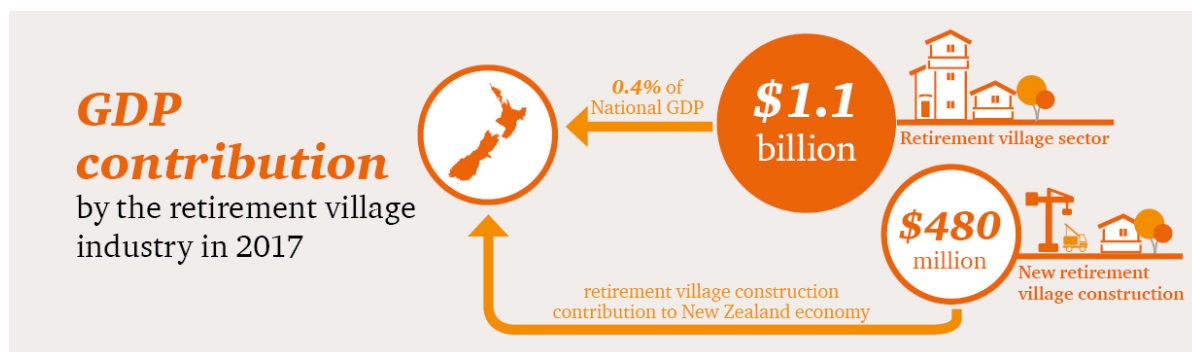 GDP
contribution
by the retirement village
industry in 2017
0.4% of
National GDP
$1.1
billion
Retirement village sector
$480
million
New retirement
village construction
retirement village construction
contribution to New Zealand economy